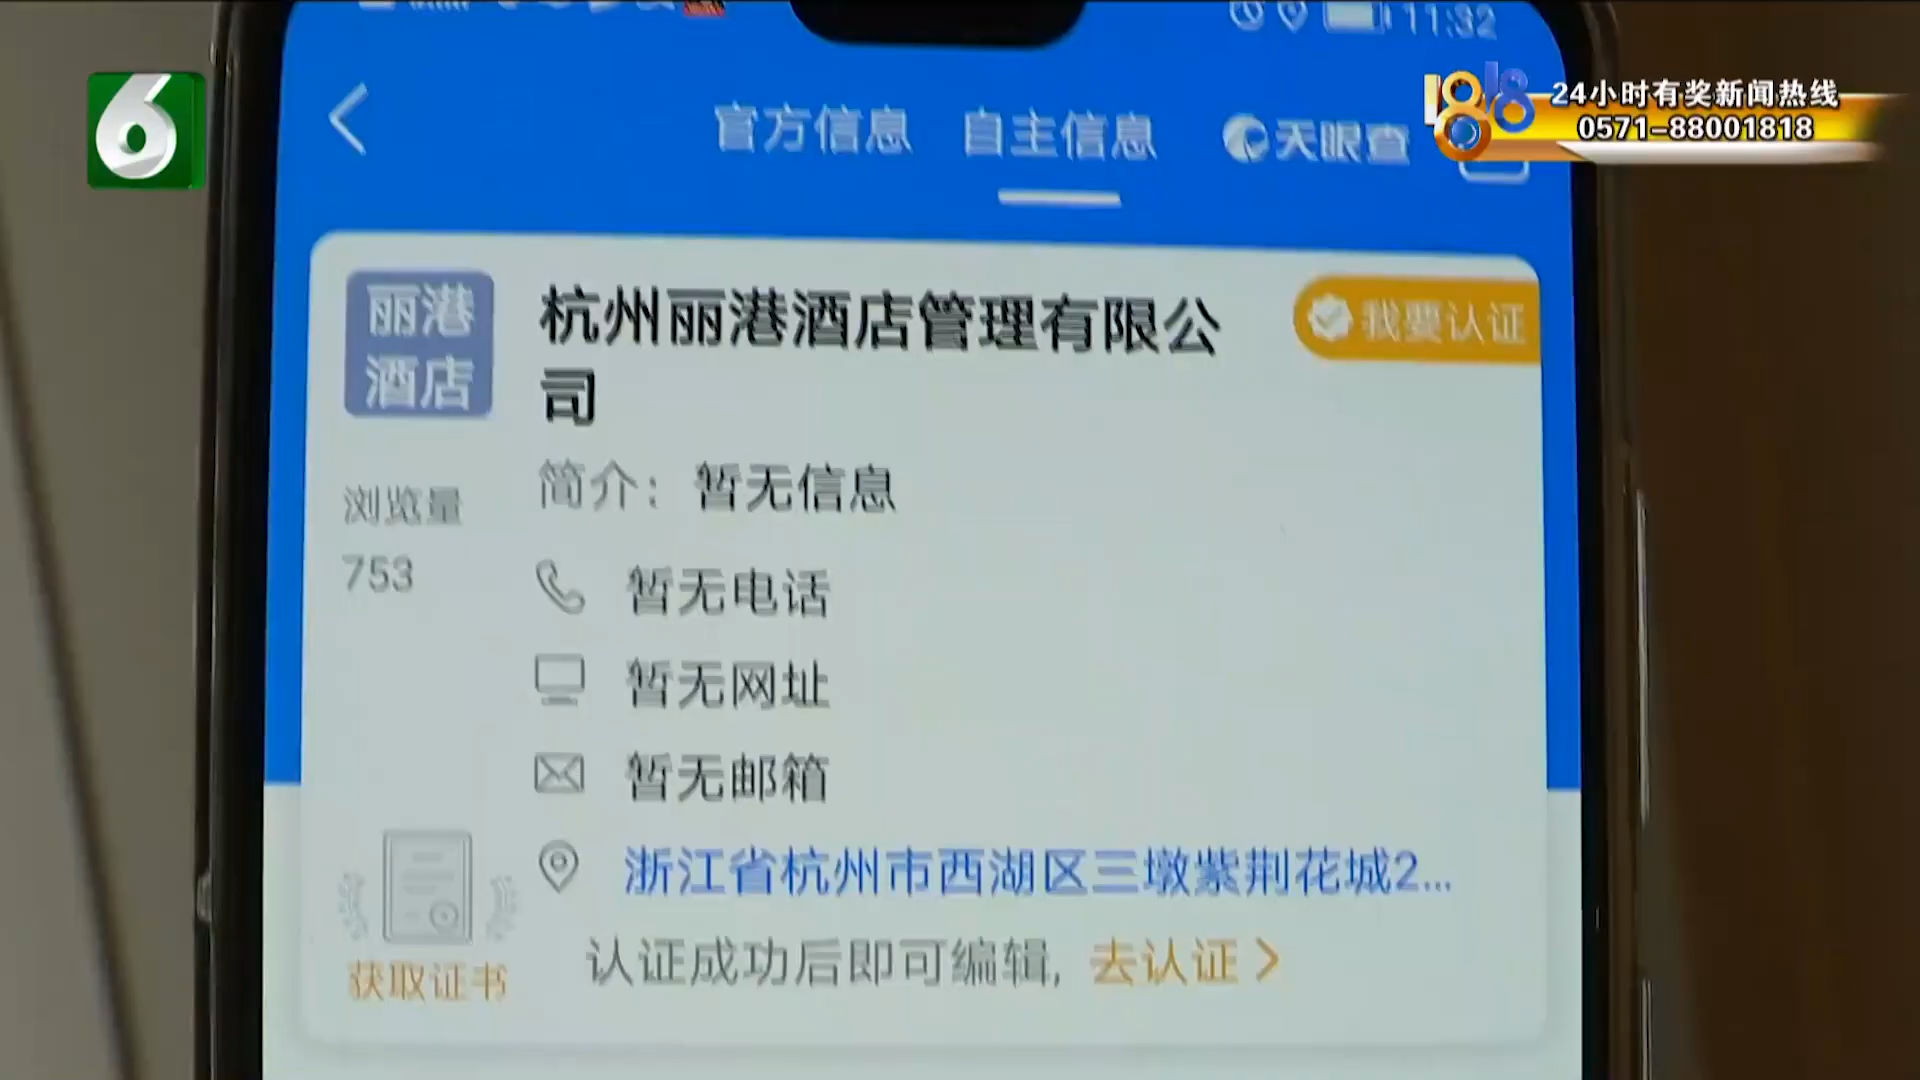 11:32
6
1818
24小时有奖新闻热线
0571-88001818
官方信息 自主信息 天眼查
丽港
酒店
杭州丽港酒店管理有限公
司
我要认证
简介：暂无信息
浏览量
753
暂无电话
暂无网址
暂无邮箱
浙江省杭州市西湖区三墩紫荆花城2...
认证成功后即可编辑，去认证 >
获取证书